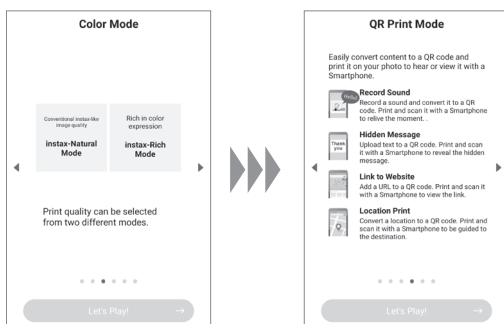 Color Mode
Conventional instax-like
image quality
instax-Natural
Mode
Rich in color
expression
instax-Rich
Mode
Print quality can be selected
from two different modes.
Let's Play!
QR Print Mode
Easily convert content to a QR code and
print it on your photo to hear or view it with a
Smartphone.
Hello!
Record Sound
Record a sound and convert it to a QR
code. Print and scan it with a Smartphone
to relive the moment. .
Thank
you
Hidden Message
Upload text to a QR code. Print and scan
it with a Smartphone to reveal the hidden
message.
Link to Website
Add a URL to a QR code. Print and scan it
with a Smartphone to view the link.
Location Print
Convert a location to a QR code. Print and
scan it with a Smartphone to be guided to
the destination.
Let's Play!